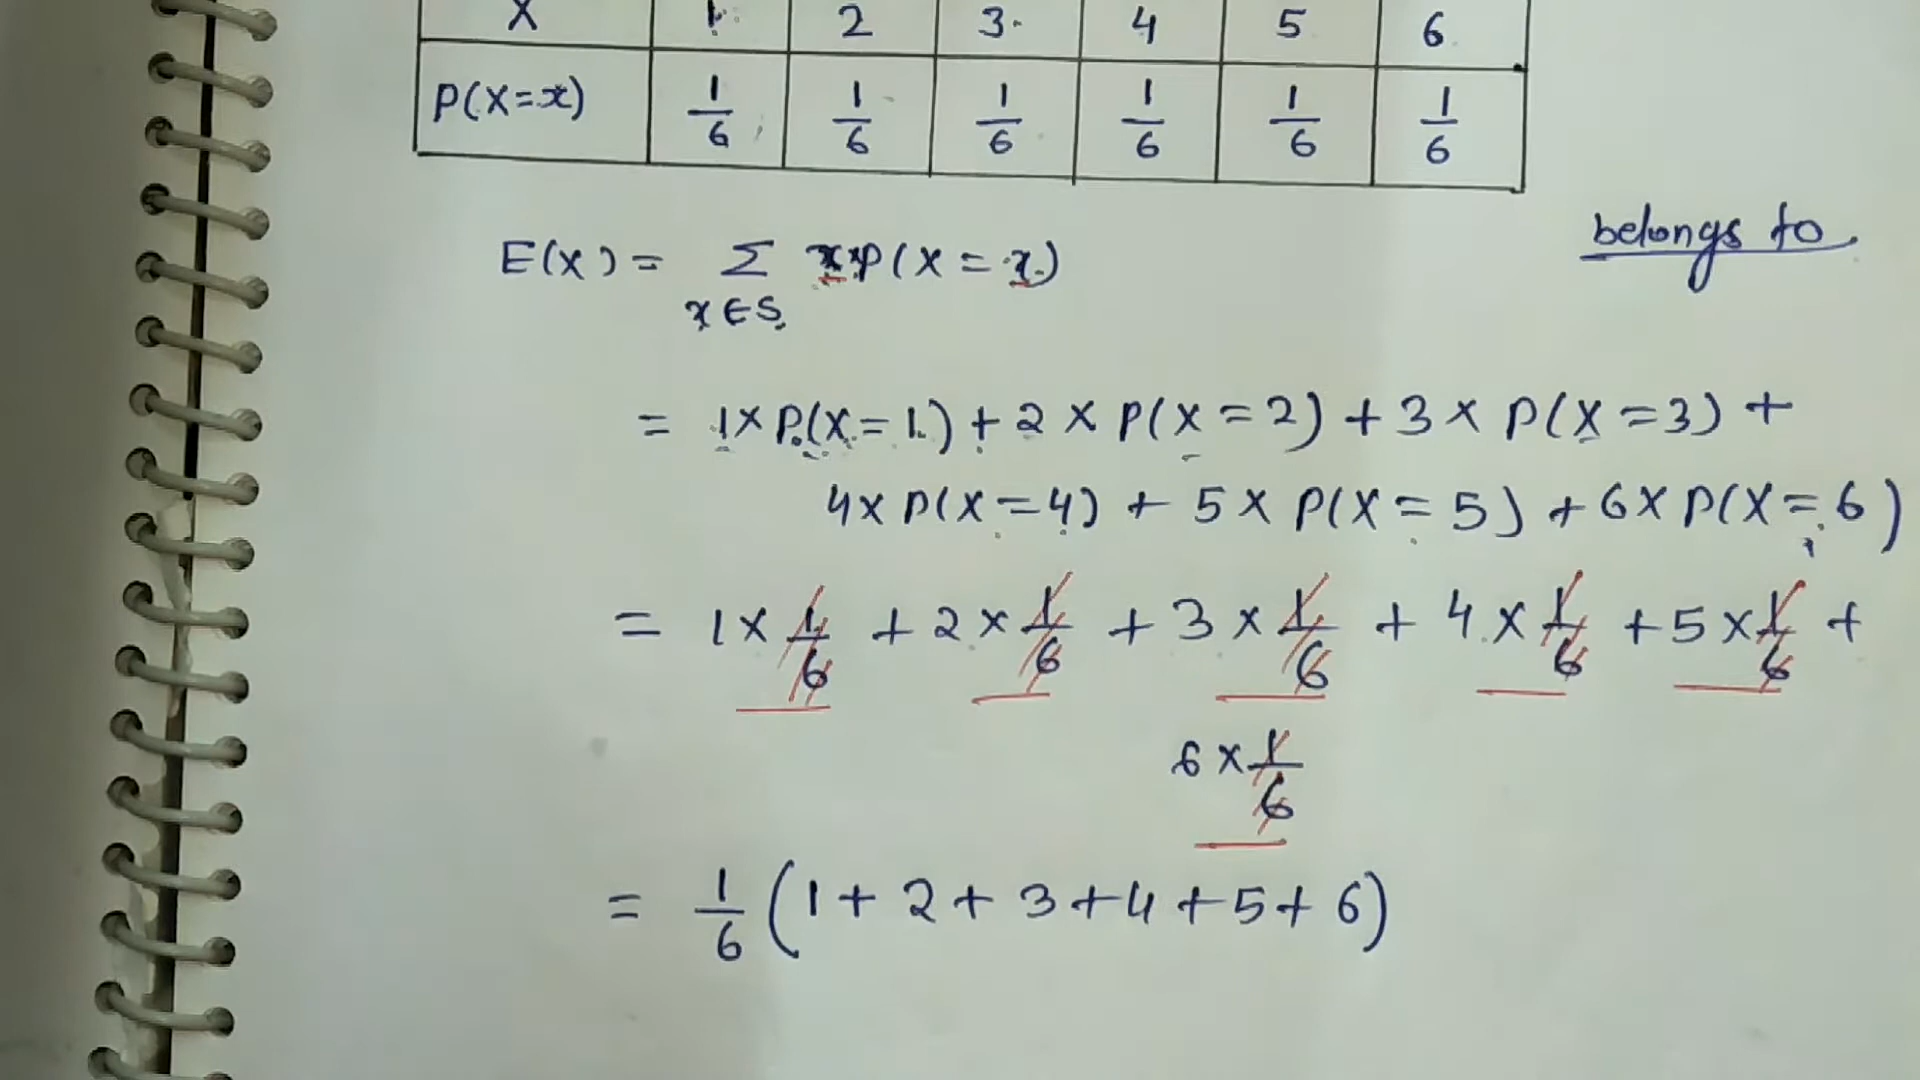 X 1 2 3 4 5 6
P(X=x) 1/6 1/6 1/6 1/6 1/6 1/6
belongs to
E(X) = Σ x×P(X=x)
x∈S
= 1×P(X=1)+2×P(X=2)+3×P(X=3)+
4×P(X=4)+5×P(X=5)+6×P(X=6)
= 1×1/6+2×1/6+3×1/6+4×1/6+5×1/6+
6×1/6
= 1/6(1+2+3+4+5+6)